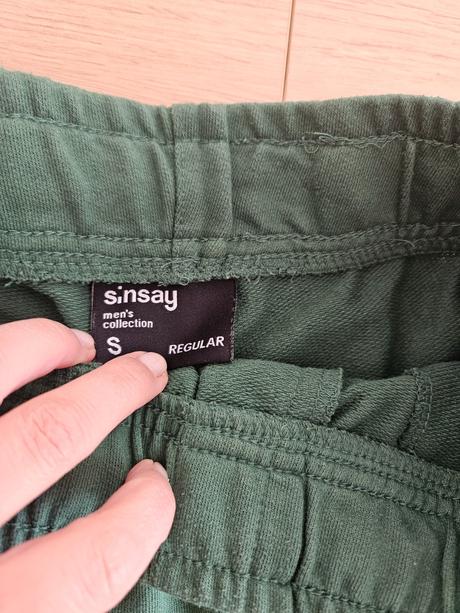 sinsay
men's
collection
S
REGULAR